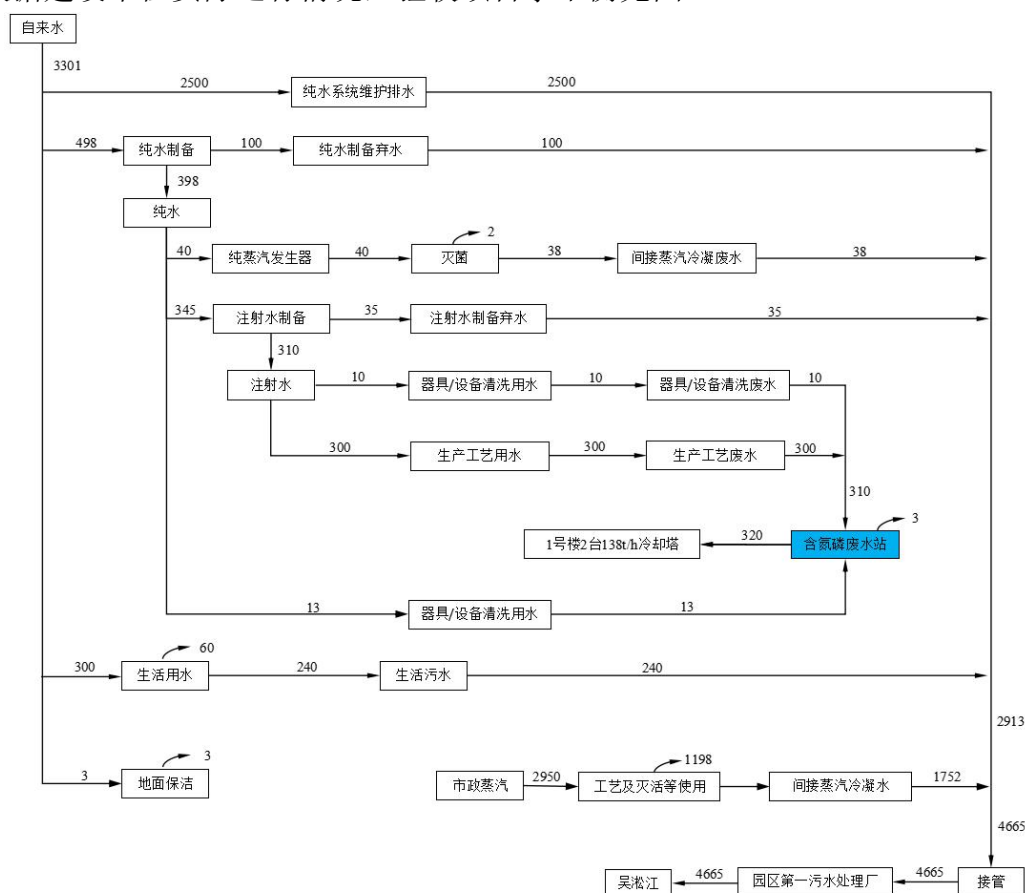 自来水
3301
2500
纯水系统维护排水
2500
498
纯水制备
100
纯水制备弃水
100
398
纯水
40
纯蒸汽发生器
40
灭菌
2
38
间接蒸汽冷凝废水
38
345
注射水制备
35
注射水制备弃水
35
310
注射水
10
器具/设备清洗用水
10
器具/设备清洗废水
10
300
生产工艺用水
300
生产工艺废水
300
310
1号楼2台138t/h冷却塔
320
含氮磷废水站
3
13
器具/设备清洗用水
13
300
生活用水
60
240
生活污水
240
2913
3
地面保洁
3
市政蒸汽
2950
工艺及灭活等使用
1198
间接蒸汽冷凝水
1752
4665
吴淞江
4665
园区第一污水处理厂
4665
接管